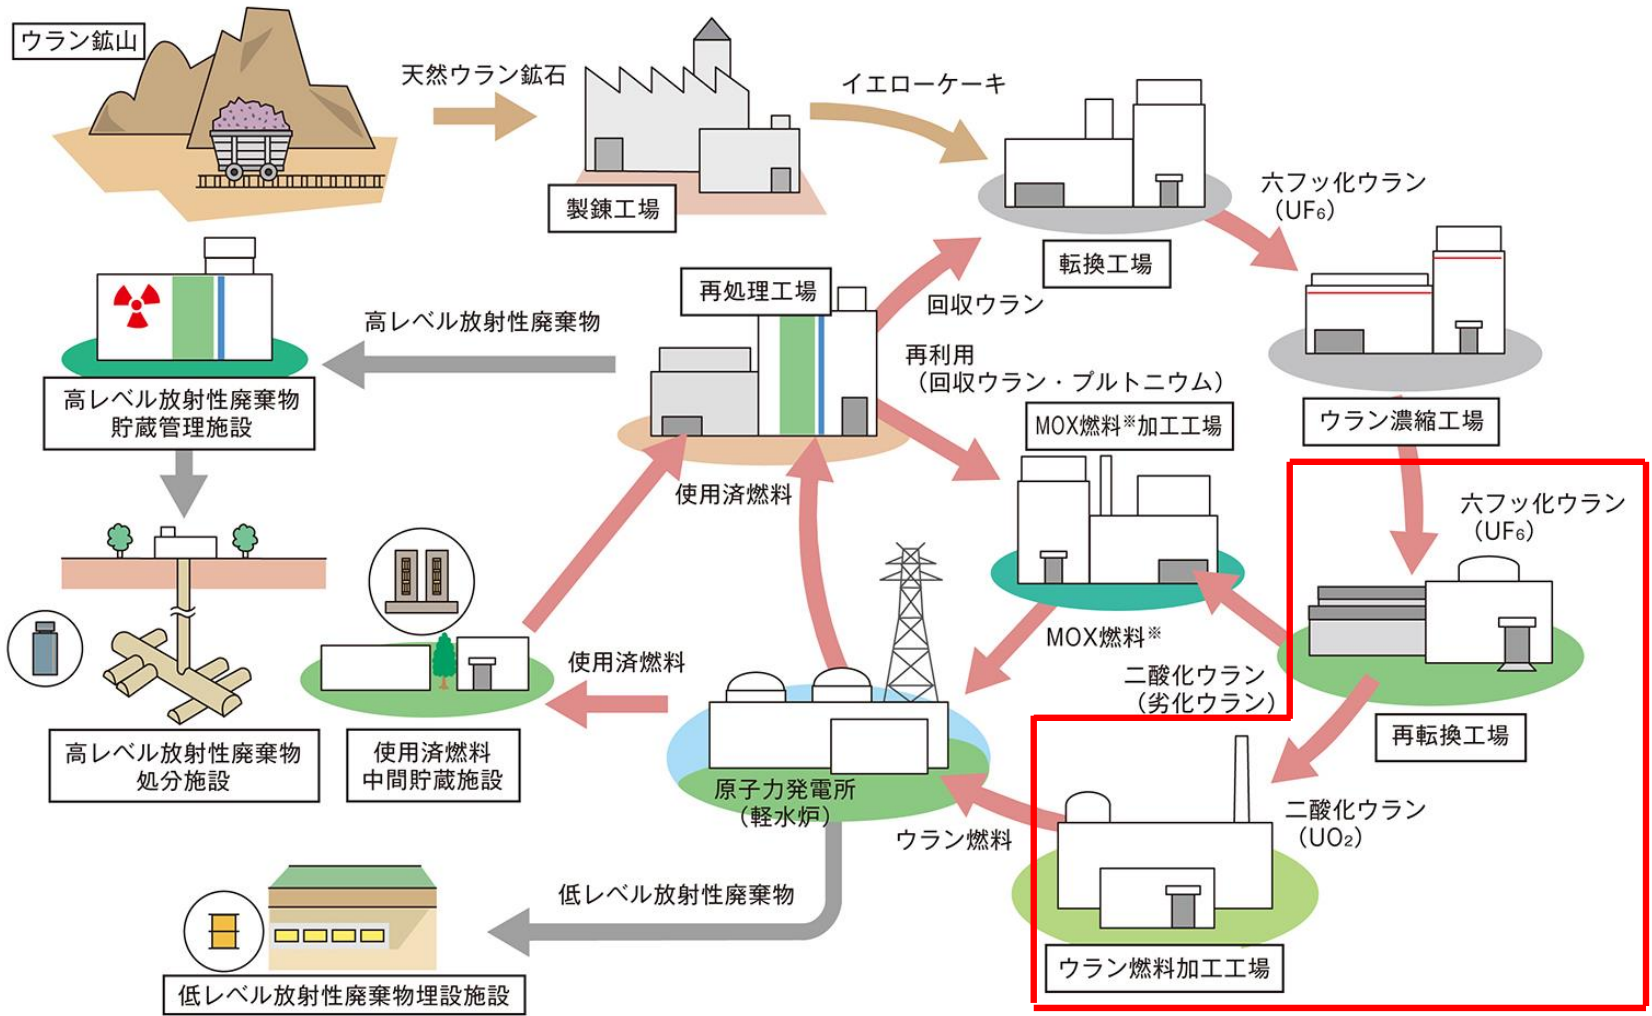 ウラン鉱山
天然ウラン鉱石
イエローケーキ
製錬工場
六フッ化ウラン
(UF₆)
転換工場
再処理工場
回収ウラン
高レベル放射性廃棄物
再利用
(回収ウラン・プルトニウム)
高レベル放射性廃棄物
貯蔵管理施設
MOX燃料※加工工場
ウラン濃縮工場
使用済燃料
六フッ化ウラン
(UF₆)
MOX燃料※
使用済燃料
二酸化ウラン
(劣化ウラン)
再転換工場
高レベル放射性廃棄物
処分施設
使用済燃料
中間貯蔵施設
原子力発電所
(軽水炉)
二酸化ウラン
(UO₂)
ウラン燃料
低レベル放射性廃棄物
ウラン燃料加工工場
低レベル放射性廃棄物埋設施設